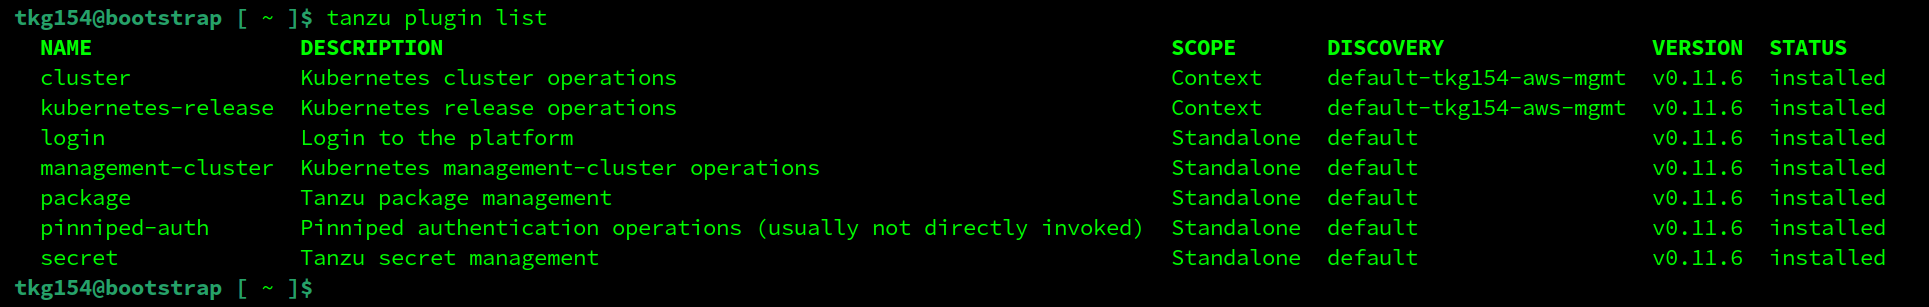 tkg154@bootstrap [ ~ ]$ tanzu plugin list
NAME DESCRIPTION SCOPE DISCOVERY VERSION STATUS
cluster Kubernetes cluster operations Context default-tkg154-aws-mgmt v0.11.6 installed
kubernetes-release Kubernetes release operations Context default-tkg154-aws-mgmt v0.11.6 installed
login Login to the platform Standalone default v0.11.6 installed
management-cluster Kubernetes management-cluster operations Standalone default v0.11.6 installed
package Tanzu package management Standalone default v0.11.6 installed
pinniped-auth Pinniped authentication operations (usually not directly invoked) Standalone default v0.11.6 installed
secret Tanzu secret management Standalone default v0.11.6 installed
tkg154@bootstrap [ ~ ]$